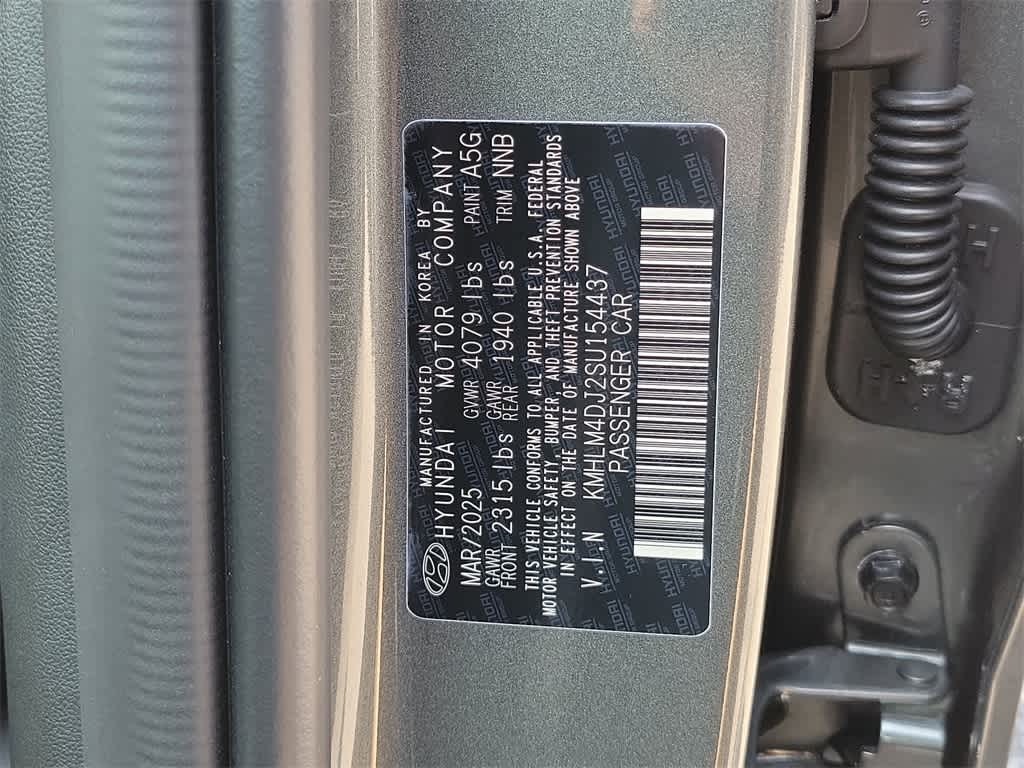 MANUFACTURED IN KOREA BY
HYUNDAI MOTOR COMPANY
MAR/2025 GVWR 4079 lbs PAINT A5G
GAWR FRONT 2315 lbs GAWR REAR 1940 lbs TRIM NNB
THIS VEHICLE CONFORMS TO ALL APPLICABLE U.S.A. FEDERAL
MOTOR VEHICLE SAFETY, BUMPER, AND THEFT PREVENTION STANDARDS
IN EFFECT ON THE DATE OF MANUFACTURE SHOWN ABOVE
V.I.N KMHLM4DJ2SU154437
PASSENGER CAR
H
H